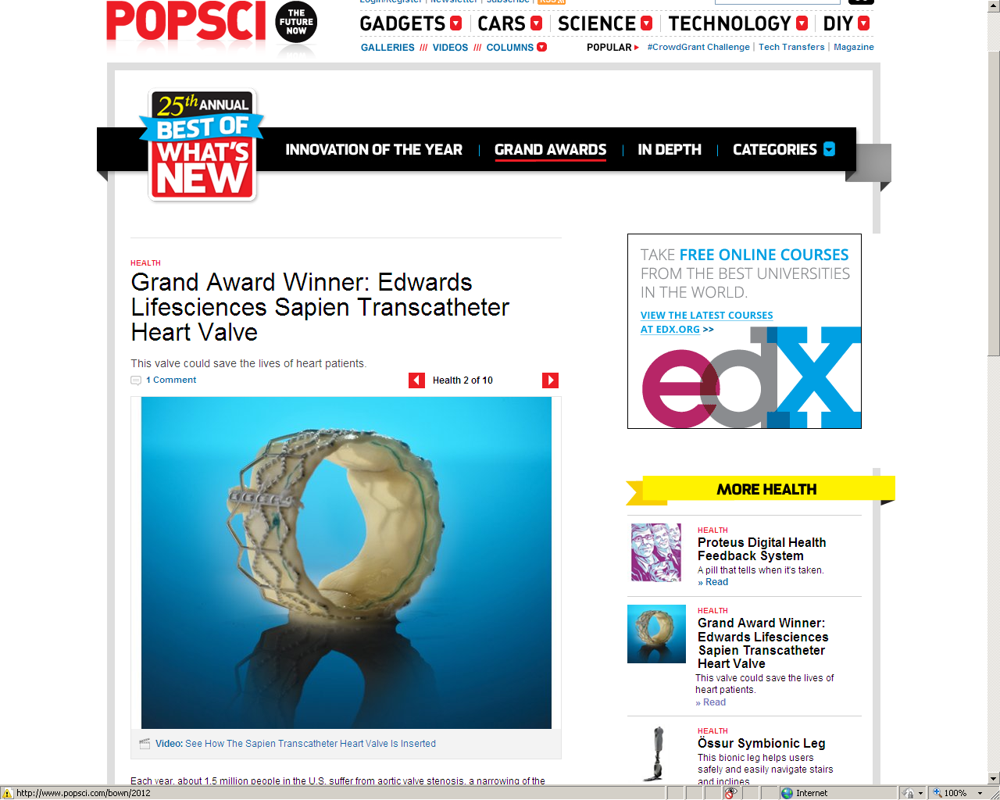 Login/Register | Newsletter | Subscribe | RSS
POPSCI THE FUTURE NOW
GADGETS CARS SCIENCE TECHNOLOGY DIY
GALLERIES /// VIDEOS /// COLUMNS
POPULAR #CrowdGrant Challenge | Tech Transfers | Magazine
25th ANNUAL
BEST OF
WHAT'S
NEW
INNOVATION OF THE YEAR | GRAND AWARDS | IN DEPTH | CATEGORIES
HEALTH
Grand Award Winner: Edwards
Lifesciences Sapien Transcatheter
Heart Valve
This valve could save the lives of heart patients.
1 Comment
Health 2 of 10
Video: See How The Sapien Transcatheter Heart Valve Is Inserted
Each year, about 1.5 million people in the U.S. suffer from aortic valve stenosis, a narrowing of the
TAKE FREE ONLINE COURSES
FROM THE BEST UNIVERSITIES
IN THE WORLD.
VIEW THE LATEST COURSES
AT EDX.ORG >>
edX
MORE HEALTH
HEALTH
Proteus Digital Health
Feedback System
A pill that tells when it's taken.
» Read
HEALTH
Grand Award Winner:
Edwards Lifesciences
Sapien Transcatheter
Heart Valve
This valve could save the lives of
heart patients.
» Read
HEALTH
Össur Symbionic Leg
This bionic leg helps users
safely and easily navigate stairs
and inclines.
http://www.popsci.com/bown/2012
Internet
100%